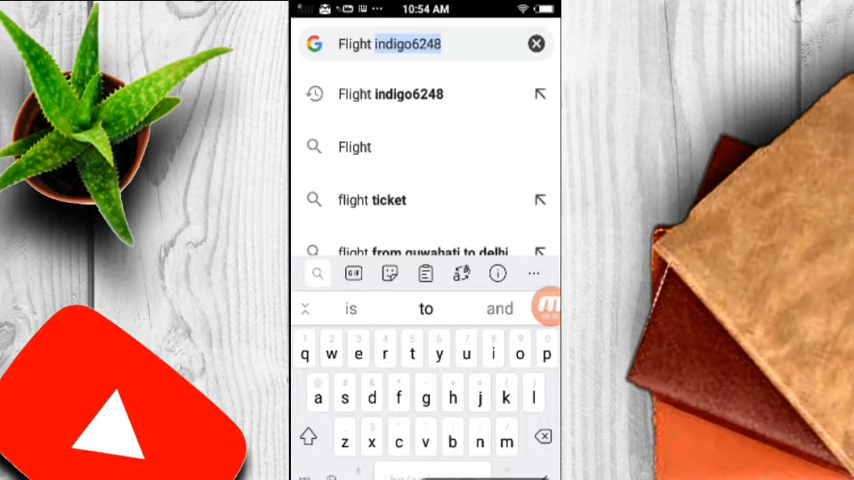 10:54 AM
Flight indigo6248
Flight indigo6248
Flight
flight ticket
flight from guwahati to delhi
GIF
is to and
1 2 3 4 5 6 7 8 9 0
q w e r t y u i o p
a s d f g h j k l
z x c v b n m